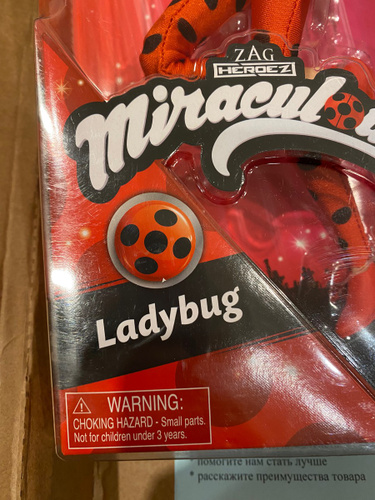 ZAG
HEROEZ
Miracul
Ladybug
WARNING:
CHOKING HAZARD - Small parts.
Not for children under 3 years.
помогите нам стать лучше
* расскажите преимущества товара